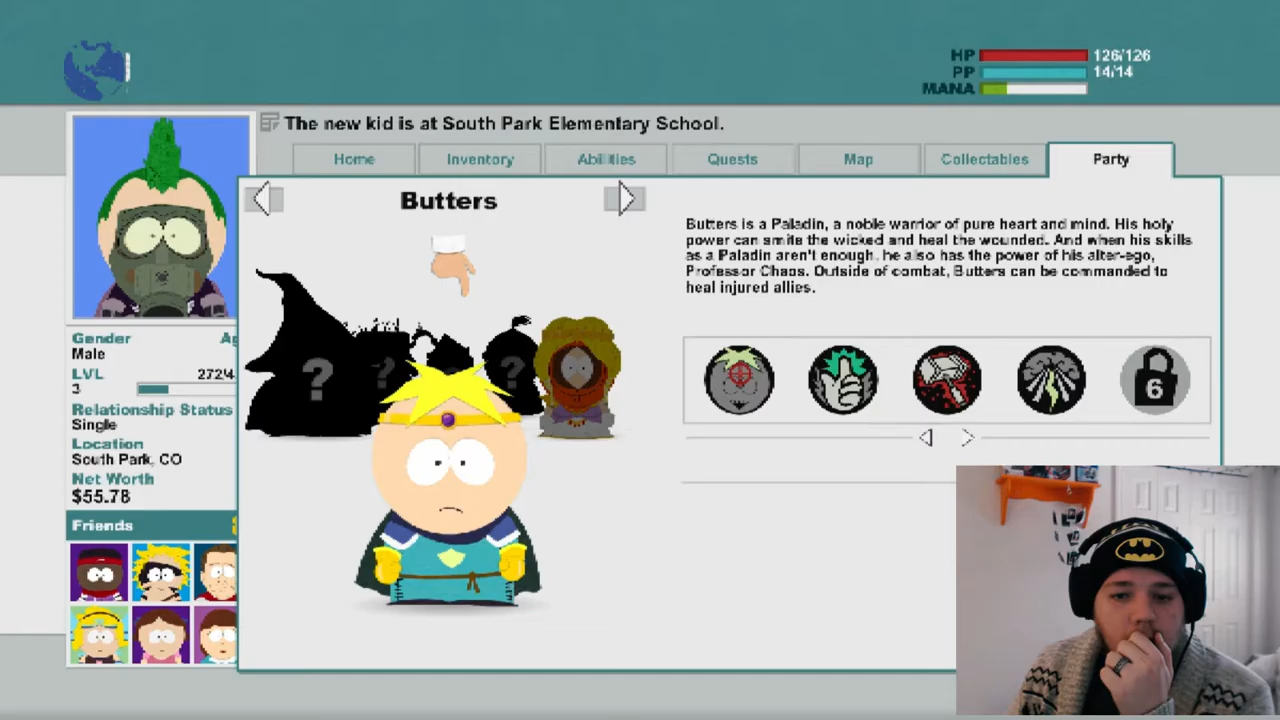 HP 126/126
PP 14/14
MANA
The new kid is at South Park Elementary School.
Home Inventory Abilities Quests Map Collectables Party
Butters
Butters is a Paladin, a noble warrior of pure heart and mind. His holy
power can smite the wicked and heal the wounded. And when his skills
as a Paladin aren't enough, he also has the power of his alter-ego,
Professor Chaos. Outside of combat, Butters can be commanded to
heal injured allies.
? ? ?
6
Gender Ag
Male
LVL 272/4
3
Relationship Status
Single
Location
South Park, CO
Net Worth
$55.78
Friends